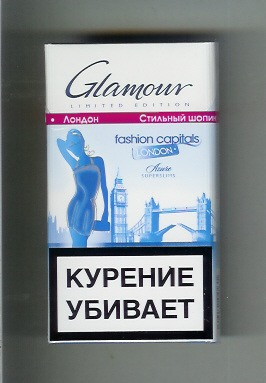 Glamour
LIMITED EDITION
• Лондон Стильный шопин
fashion capitals
LONDON•
Azure
SUPERSLIMS
КУРЕНИЕ
УБИВАЕТ